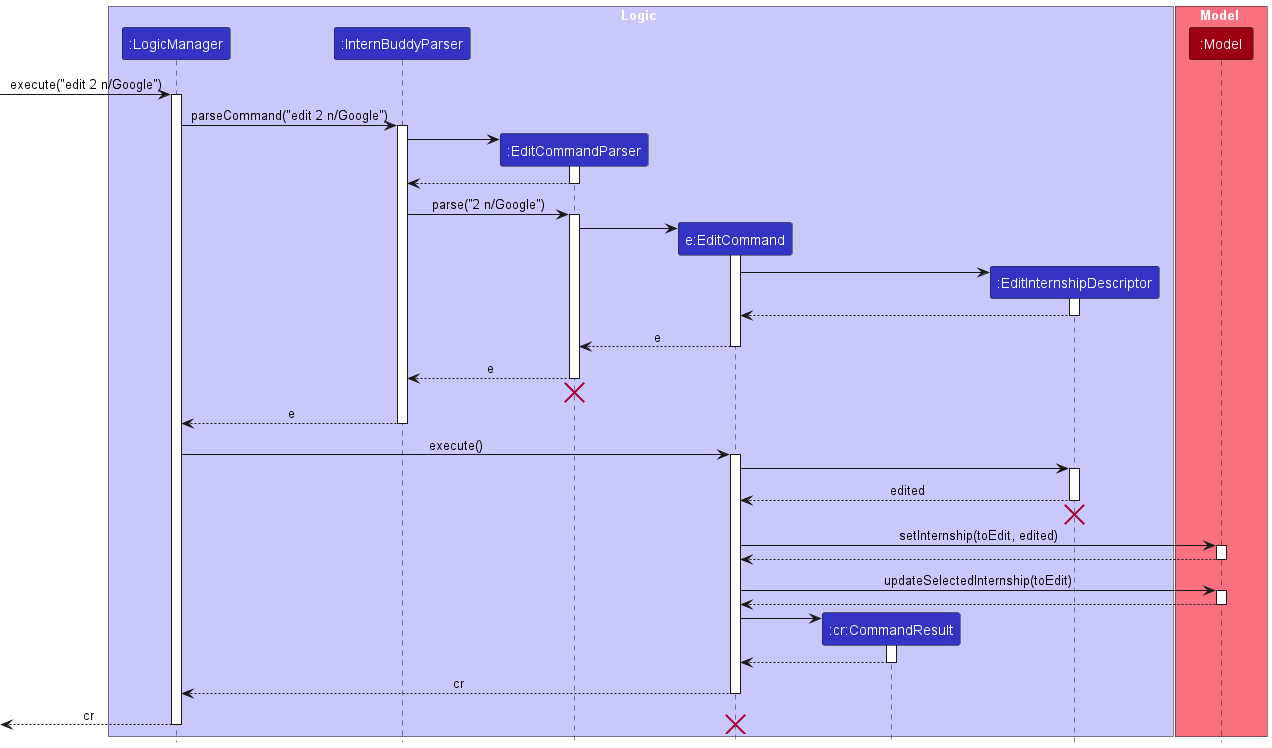 Logic
Model
:LogicManager
:InternBuddyParser
:Model
execute("edit 2 n/Google")
parseCommand("edit 2 n/Google")
:EditCommandParser
parse("2 n/Google")
e:EditCommand
:EditInternshipDescriptor
e
e
e
execute()
edited
setInternship(toEdit, edited)
updateSelectedInternship(toEdit)
:cr:CommandResult
cr
cr